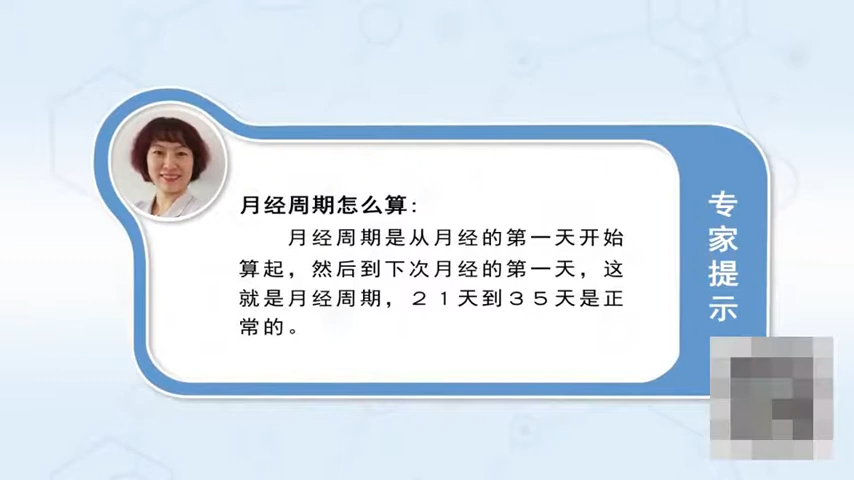 月经周期怎么算：
月经周期是从月经的第一天开始
算起，然后到下次月经的第一天，这
就是月经周期，21天到35天是正
常的。
专家提示